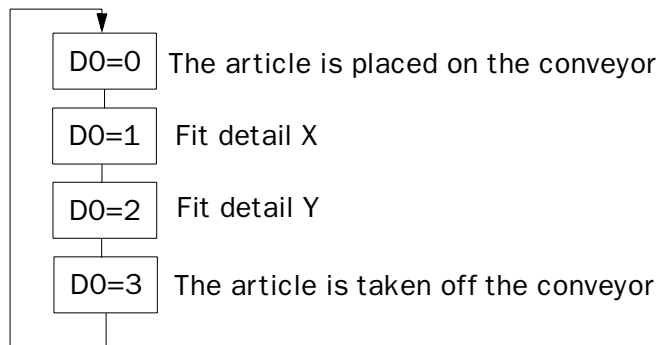 D0=0 The article is placed on the conveyor
D0=1 Fit detail X
D0=2 Fit detail Y
D0=3 The article is taken off the conveyor